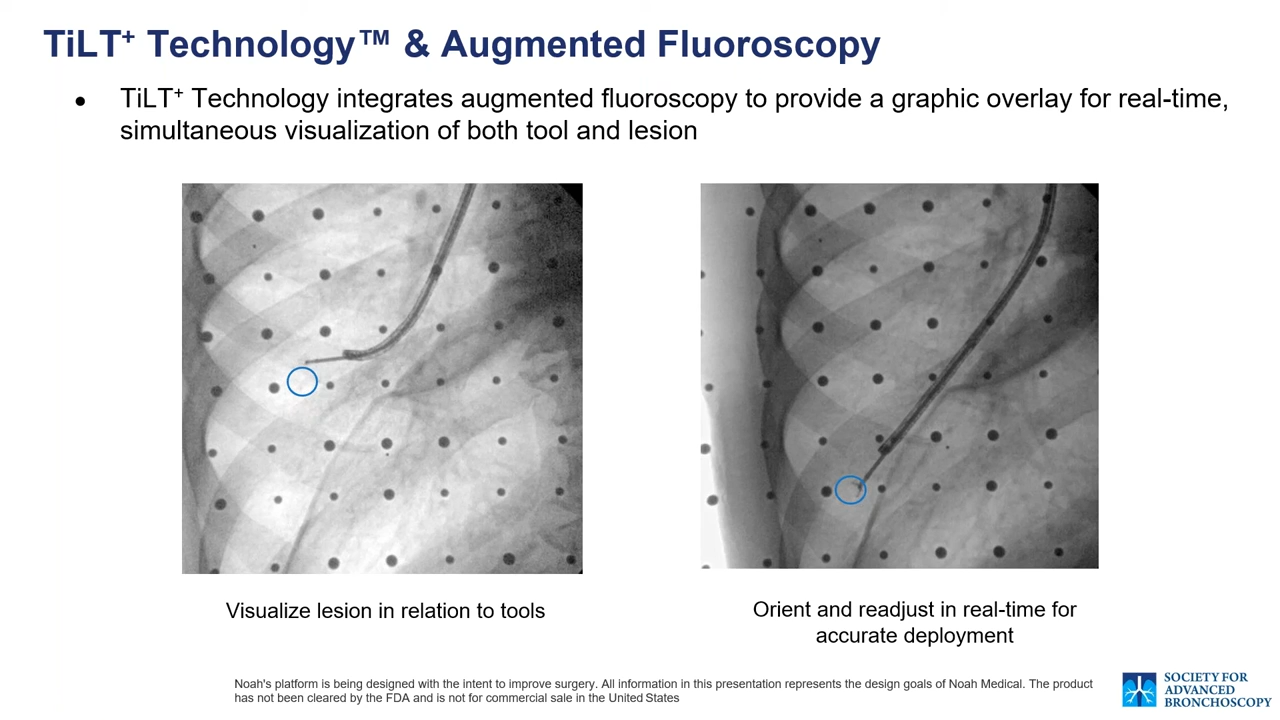 TiLT+ Technology™ & Augmented Fluoroscopy
● TiLT+ Technology integrates augmented fluoroscopy to provide a graphic overlay for real-time,
simultaneous visualization of both tool and lesion
Visualize lesion in relation to tools
Orient and readjust in real-time for
accurate deployment
Noah's platform is being designed with the intent to improve surgery. All information in this presentation represents the design goals of Noah Medical. The product
has not been cleared by the FDA and is not for commercial sale in the United States
SOCIETY FOR
ADVANCED
BRONCHOSCOPY